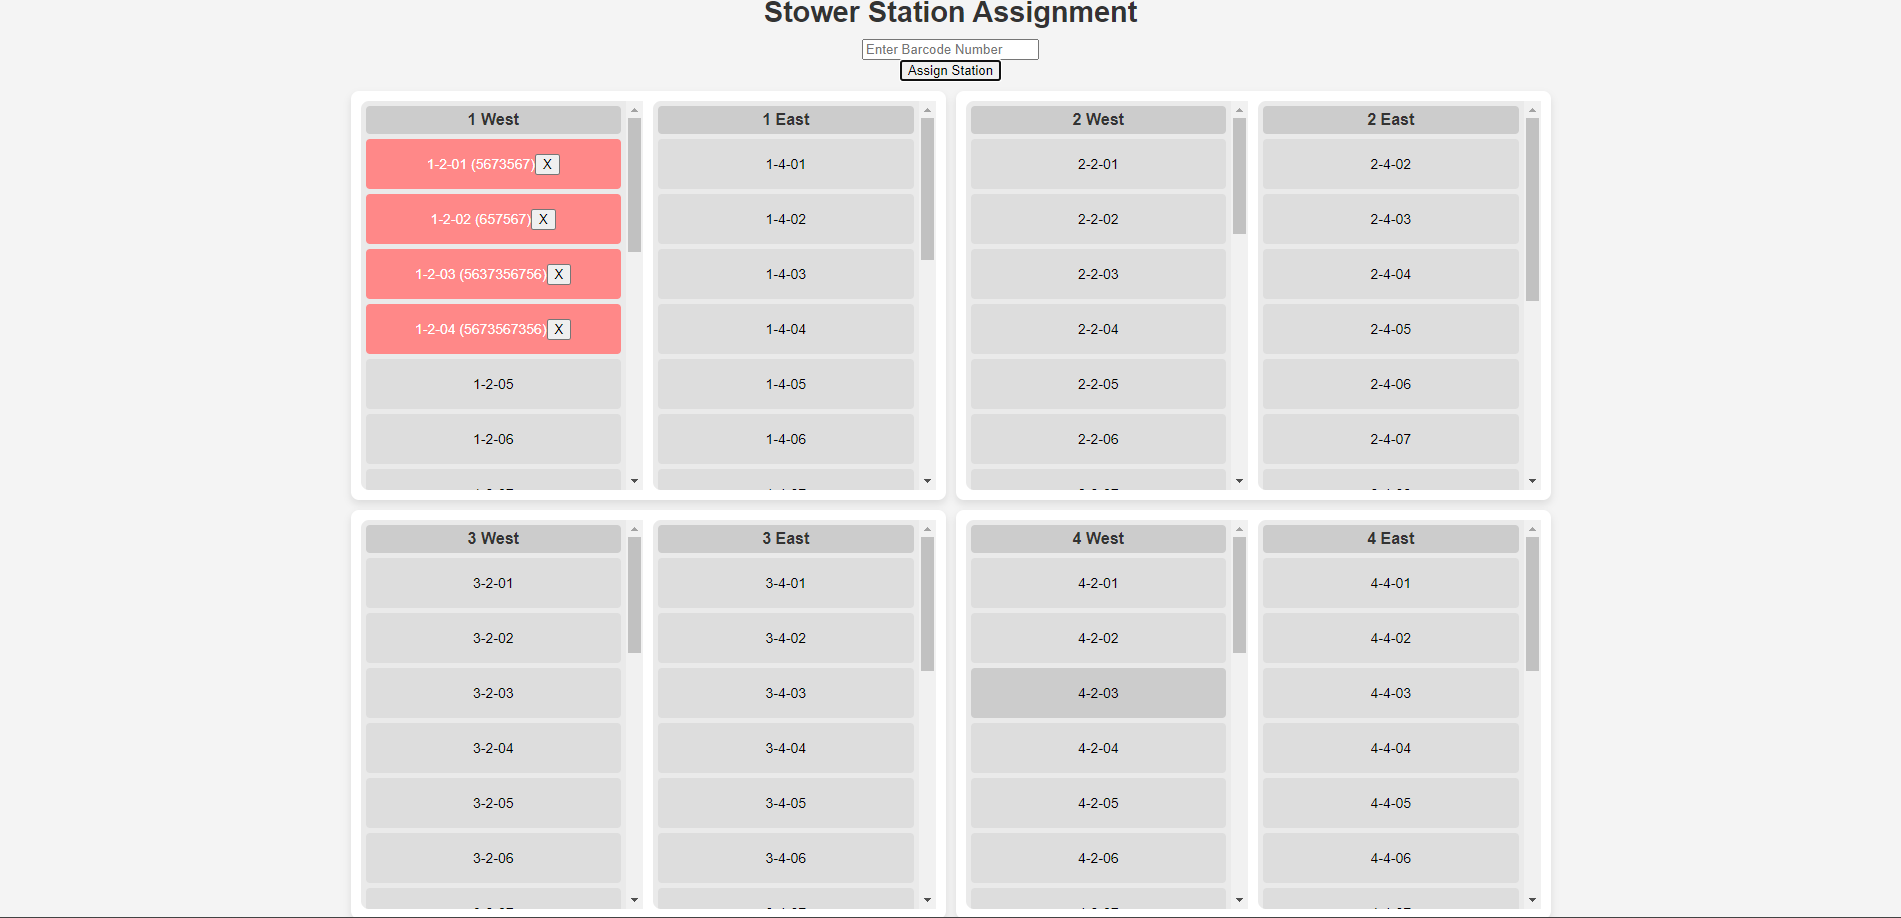 Stower Station Assignment
Enter Barcode Number
Assign Station
1 West
1-2-01 (5673567) X
1-2-02 (657567) X
1-2-03 (5637356756) X
1-2-04 (5673567356) X
1-2-05
1-2-06
1 East
1-4-01
1-4-02
1-4-03
1-4-04
1-4-05
1-4-06
2 West
2-2-01
2-2-02
2-2-03
2-2-04
2-2-05
2-2-06
2 East
2-4-02
2-4-03
2-4-04
2-4-05
2-4-06
2-4-07
3 West
3-2-01
3-2-02
3-2-03
3-2-04
3-2-05
3-2-06
3 East
3-4-01
3-4-02
3-4-03
3-4-04
3-4-05
3-4-06
4 West
4-2-01
4-2-02
4-2-03
4-2-04
4-2-05
4-2-06
4 East
4-4-01
4-4-02
4-4-03
4-4-04
4-4-05
4-4-06